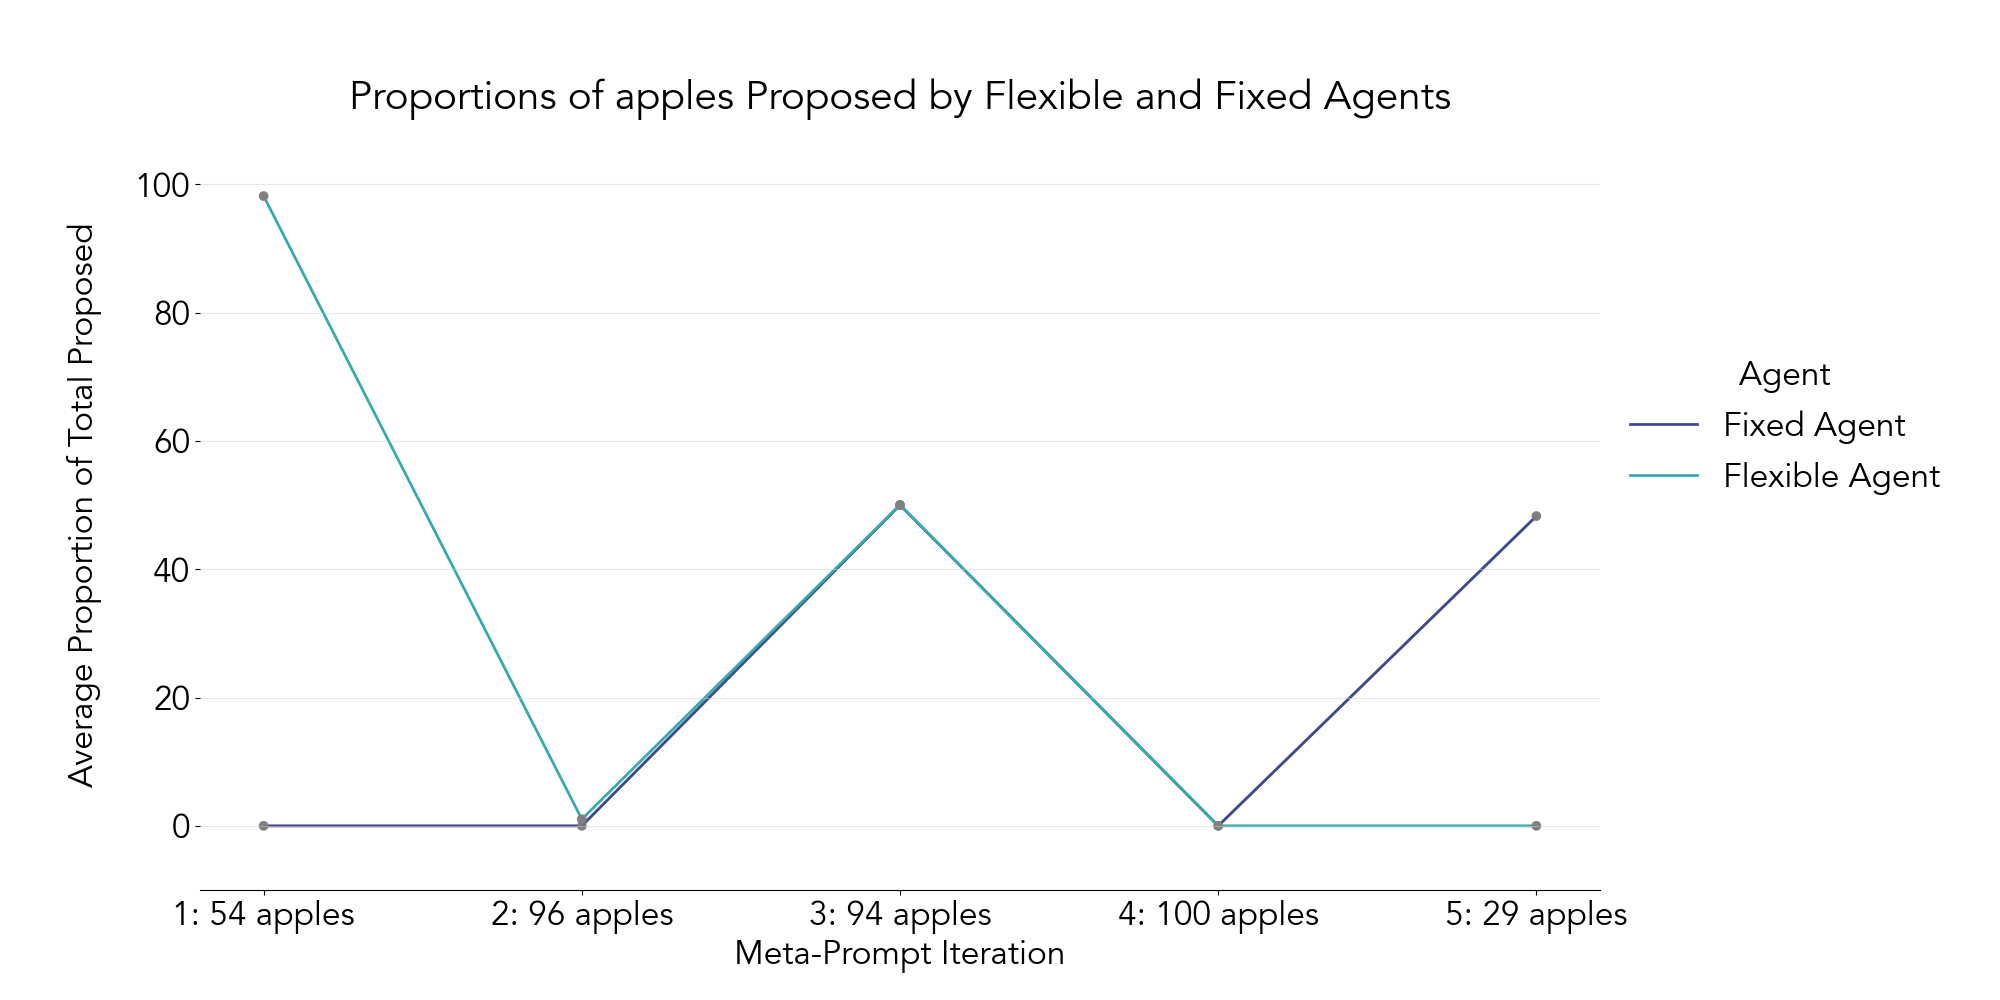 Proportions of apples Proposed by Flexible and Fixed Agents
Average Proportion of Total Proposed
100
80
60
40
20
0
1: 54 apples
2: 96 apples
3: 94 apples
4: 100 apples
5: 29 apples
Meta-Prompt Iteration
Agent
Fixed Agent
Flexible Agent